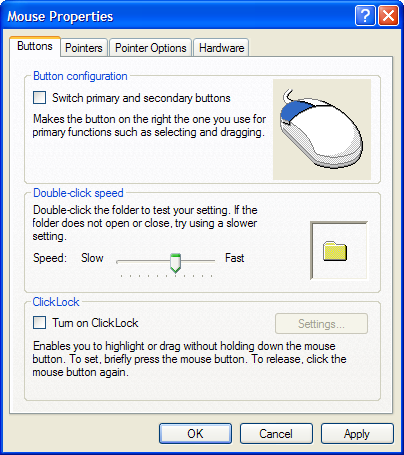 Mouse Properties
Buttons Pointers Pointer Options Hardware
Button configuration
Switch primary and secondary buttons
Makes the button on the right the one you use for
primary functions such as selecting and dragging.
Double-click speed
Double-click the folder to test your setting. If the
folder does not open or close, try using a slower
setting.
Speed: Slow Fast
ClickLock
Turn on ClickLock
Settings...
Enables you to highlight or drag without holding down the mouse
button. To set, briefly press the mouse button. To release, click the
mouse button again.
OK Cancel Apply